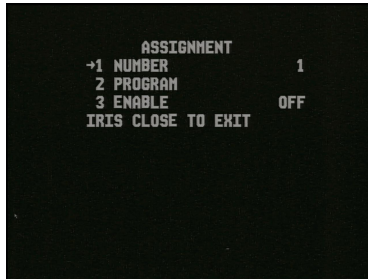 ASSIGNMENT
→1 NUMBER 1
2 PROGRAM
3 ENABLE OFF
IRIS CLOSE TO EXIT